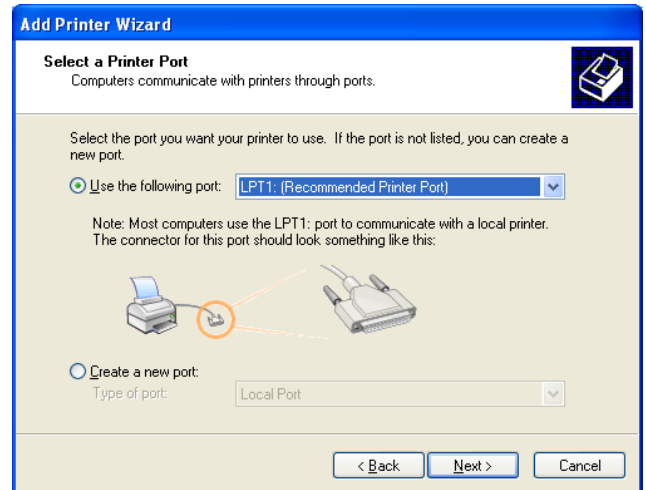 Add Printer Wizard
Select a Printer Port
Computers communicate with printers through ports.
Select the port you want your printer to use.  If the port is not listed, you can create a
new port.
Use the following port: LPT1: (Recommended Printer Port)
Note: Most computers use the LPT1: port to communicate with a local printer.
The connector for this port should look something like this:
Create a new port:
Type of port: Local Port
< Back Next > Cancel